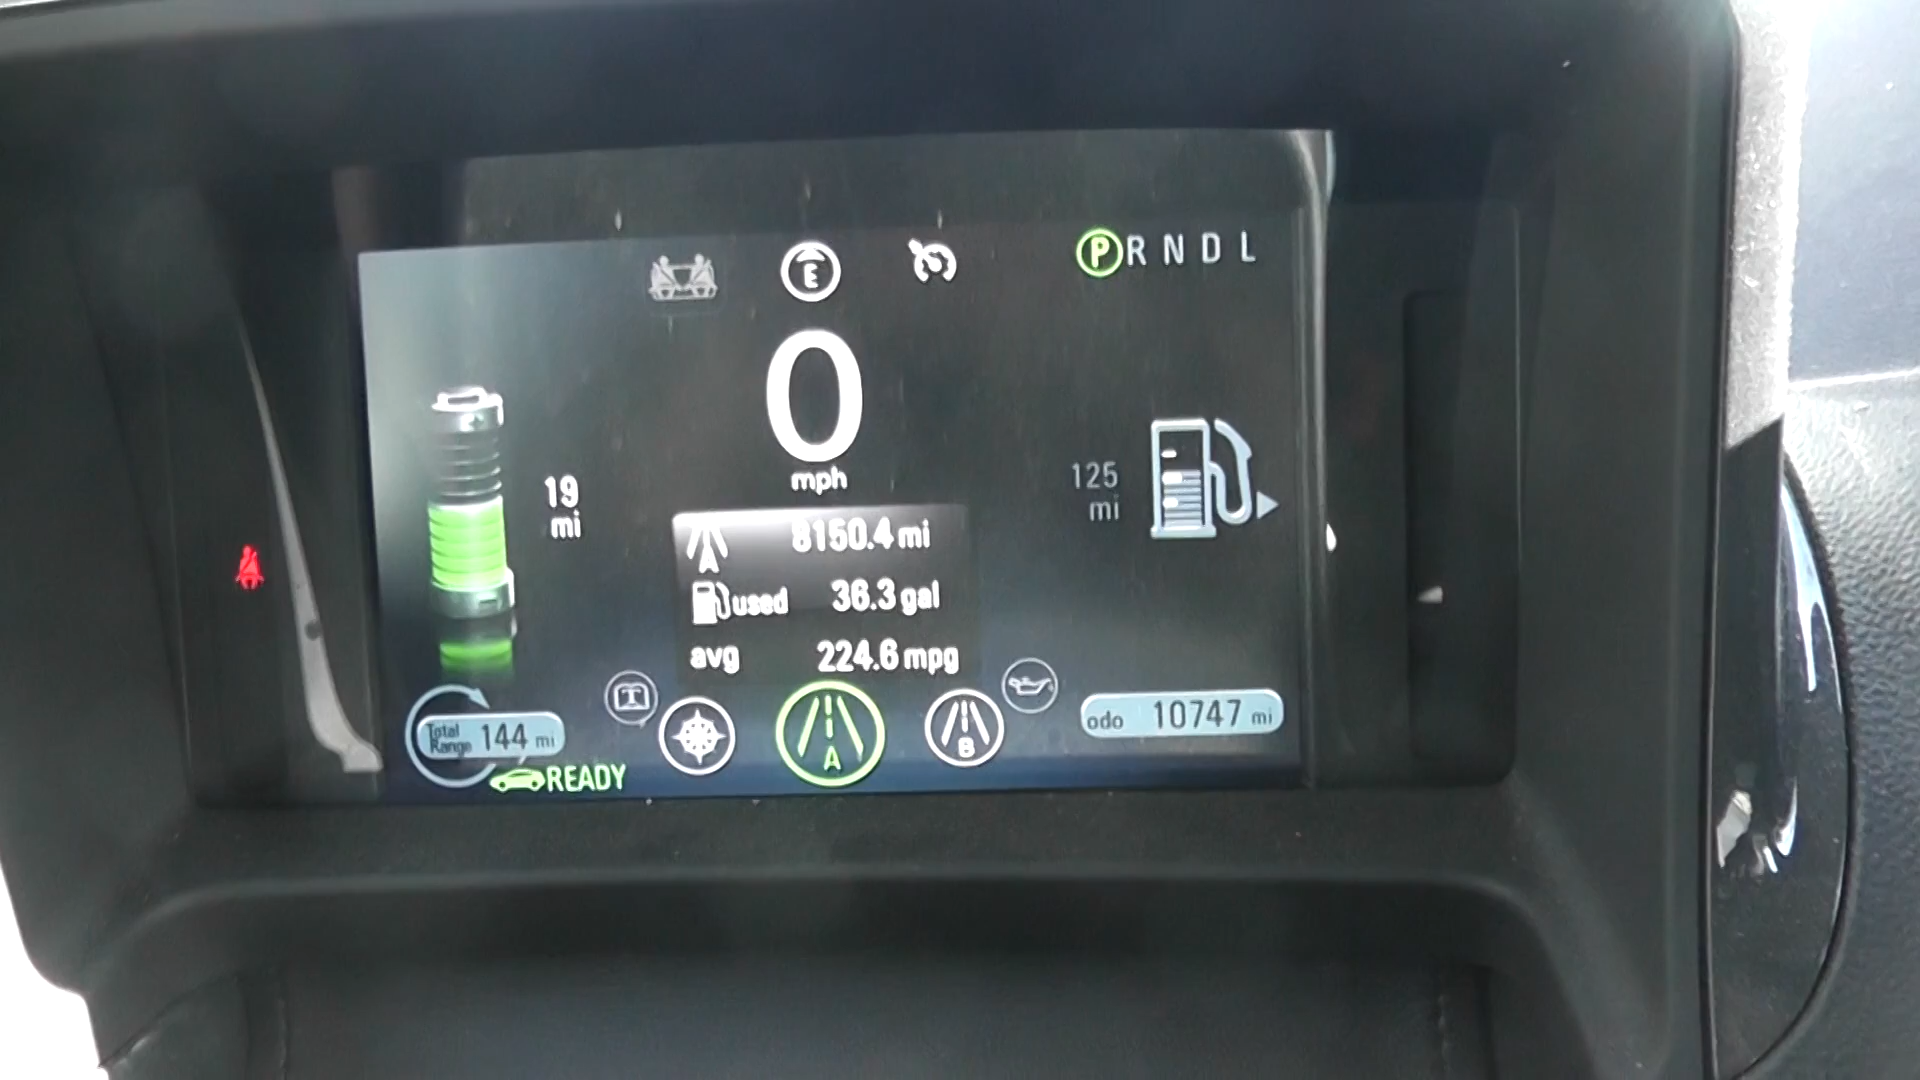 E
P R N D L
0
mph
19
mi
125
mi
A
8150.4 mi
used 36.3 gal
avg 224.6 mpg
Total
Range 144 mi
A
B
odo 10747 mi
READY